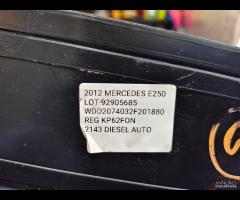 2012 MERCEDES E250
LOT 92905685
WDD2074032F201880
REG KP62FON
2143 DIESEL AUTO